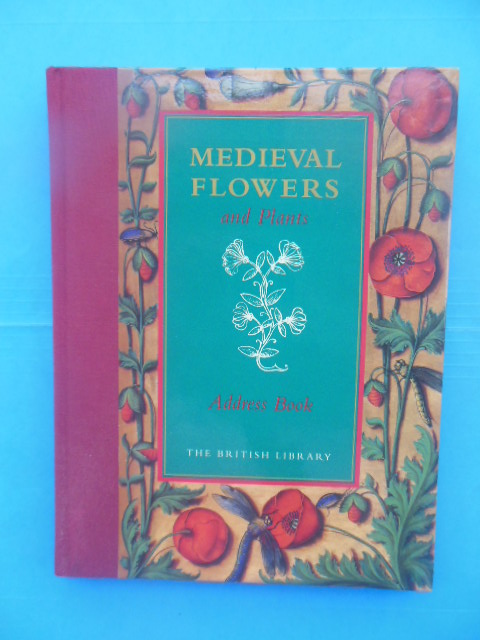 MEDIEVAL
FLOWERS
and Plants
Address Book
THE BRITISH LIBRARY